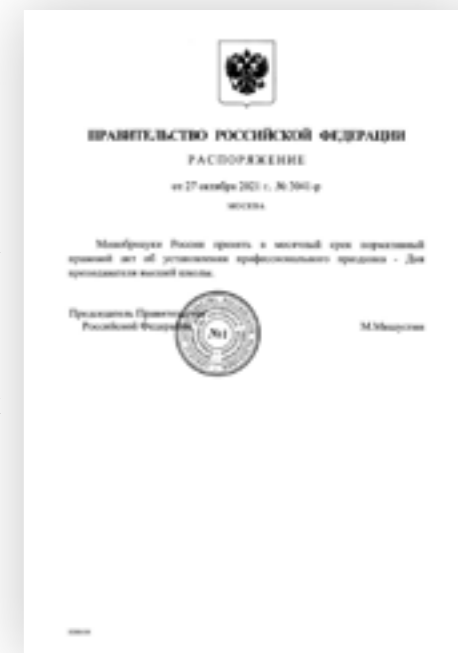 ПРАВИТЕЛЬСТВО РОССИЙСКОЙ ФЕДЕРАЦИИ
РАСПОРЯЖЕНИЕ
от 27 октября 2021 г. № 3041-р
МОСКВА
Минобрнауки России принять в месячный срок нормативный
правовой акт об установлении профессионального праздника - Дня
преподавателя высшей школы.
Председатель Правительства
Российской Федерации
М.Мишустин
№1